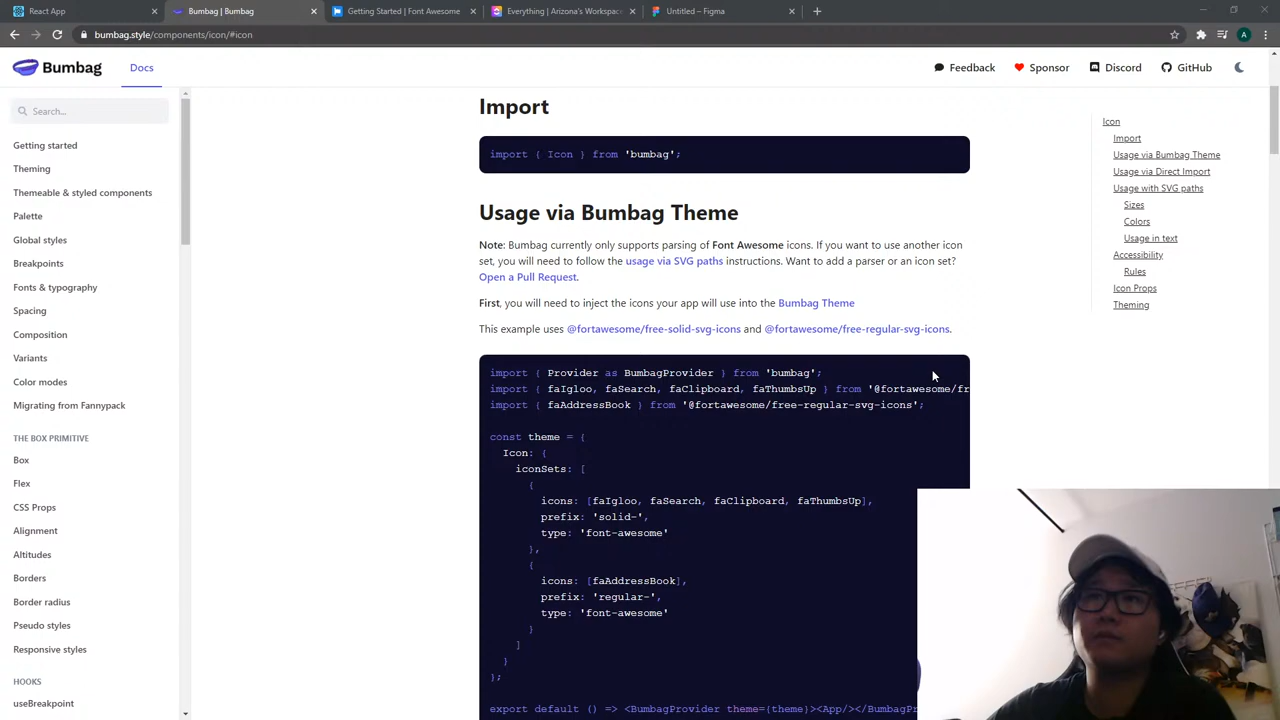 React App
Bumbag | Bumbag
Getting Started | Font Awesome
Everything | Arizona's Workspace
Untitled – Figma
bumbag.style/components/icon/#icon
A
Bumbag
Docs
Feedback
Sponsor
Discord
GitHub
Search...
Getting started
Theming
Themeable & styled components
Palette
Global styles
Breakpoints
Fonts & typography
Spacing
Composition
Variants
Color modes
Migrating from Fannypack
THE BOX PRIMITIVE
Box
Flex
CSS Props
Alignment
Altitudes
Borders
Border radius
Pseudo styles
Responsive styles
HOOKS
useBreakpoint
Import
import { Icon } from 'bumbag';
Usage via Bumbag Theme
Note: Bumbag currently only supports parsing of Font Awesome icons. If you want to use another icon
set, you will need to follow the usage via SVG paths instructions. Want to add a parser or an icon set?
Open a Pull Request.
First, you will need to inject the icons your app will use into the Bumbag Theme
This example uses @fortawesome/free-solid-svg-icons and @fortawesome/free-regular-svg-icons.
import { Provider as BumbagProvider } from 'bumbag';
import { faIgloo, faSearch, faClipboard, faThumbsUp } from '@fortawesome/fr
import { faAddressBook } from '@fortawesome/free-regular-svg-icons';
const theme = {
Icon: {
iconSets: [
{
icons: [faIgloo, faSearch, faClipboard, faThumbsUp],
prefix: 'solid-',
type: 'font-awesome'
},
{
icons: [faAddressBook],
prefix: 'regular-',
type: 'font-awesome'
}
]
}
};
export default () => <BumbagProvider theme={theme}><App/></BumbagPr
Icon
Import
Usage via Bumbag Theme
Usage via Direct Import
Usage with SVG paths
Sizes
Colors
Usage in text
Accessibility
Rules
Icon Props
Theming